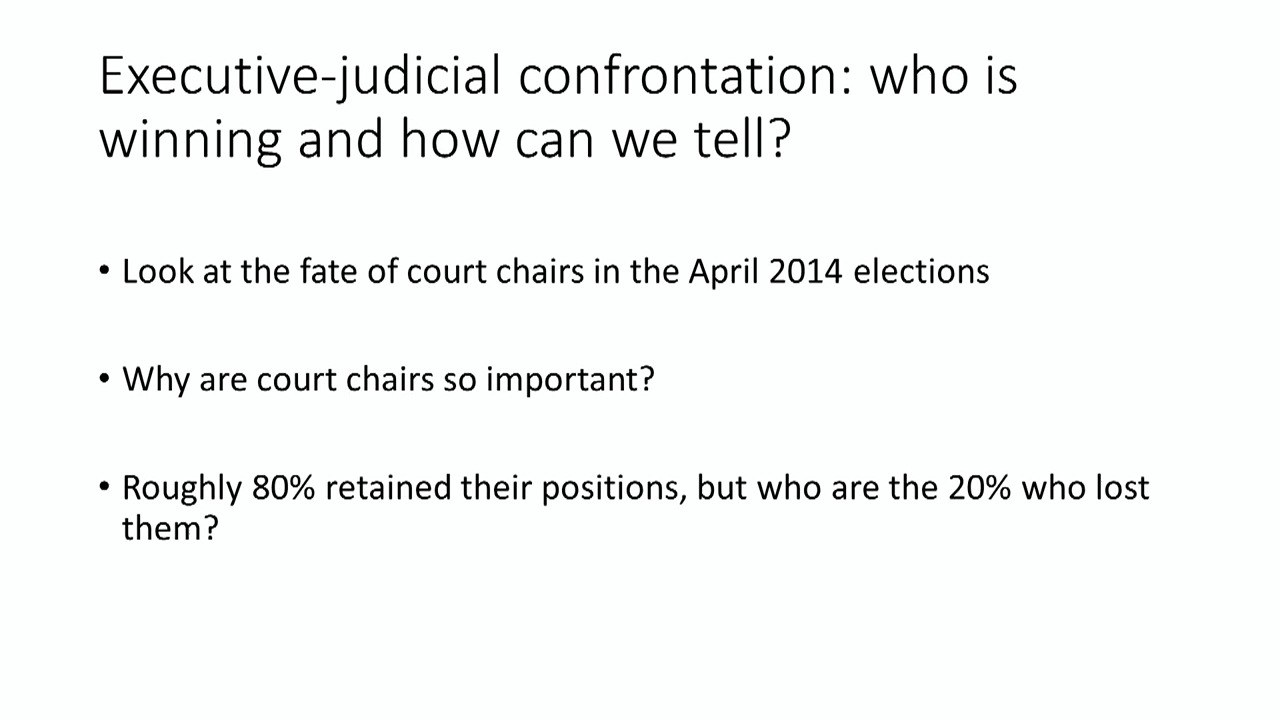 Executive-judicial confrontation: who is
winning and how can we tell?
• Look at the fate of court chairs in the April 2014 elections
• Why are court chairs so important?
• Roughly 80% retained their positions, but who are the 20% who lost
them?